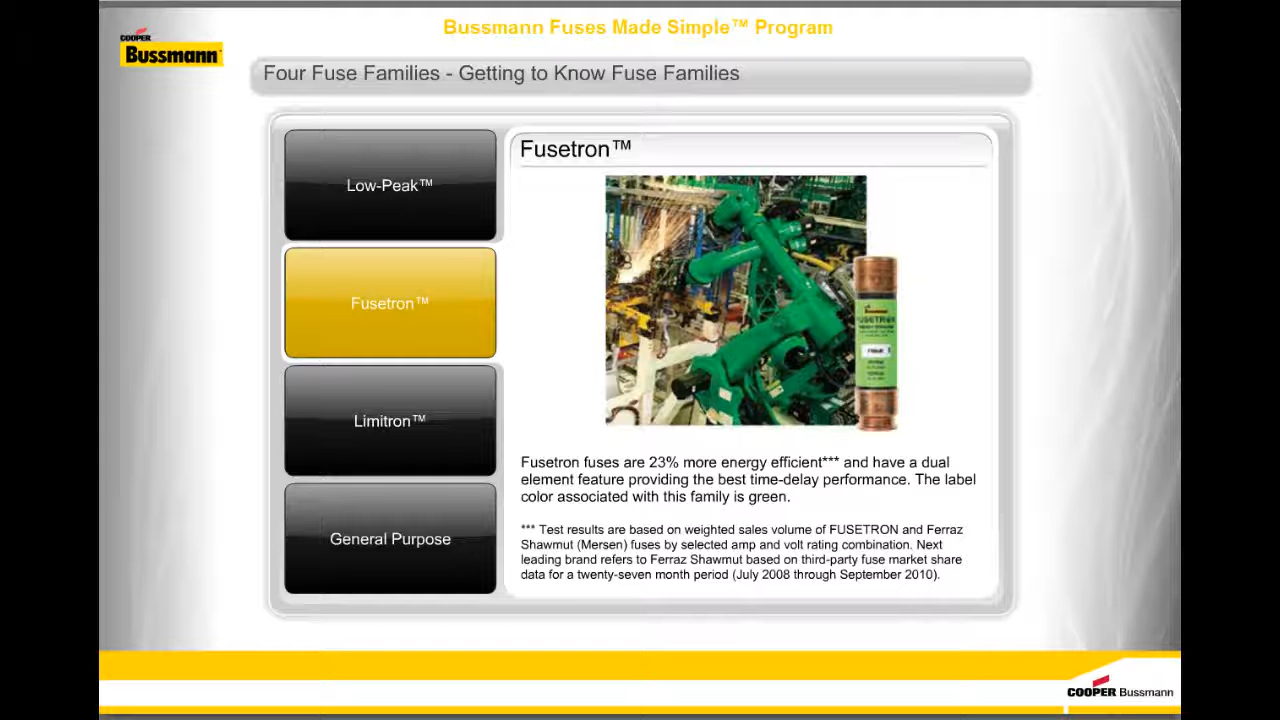 Bussmann Fuses Made Simple™ Program
COOPER
Bussmann
Four Fuse Families - Getting to Know Fuse Families
Low-Peak™
Fusetron™
Limitron™
General Purpose
Fusetron™
Bussmann
FUSETRON
Fusetron fuses are 23% more energy efficient*** and have a dual
element feature providing the best time-delay performance. The label
color associated with this family is green.
*** Test results are based on weighted sales volume of FUSETRON and Ferraz
Shawmut (Mersen) fuses by selected amp and volt rating combination. Next
leading brand refers to Ferraz Shawmut based on third-party fuse market share
data for a twenty-seven month period (July 2008 through September 2010).
COOPER Bussmann